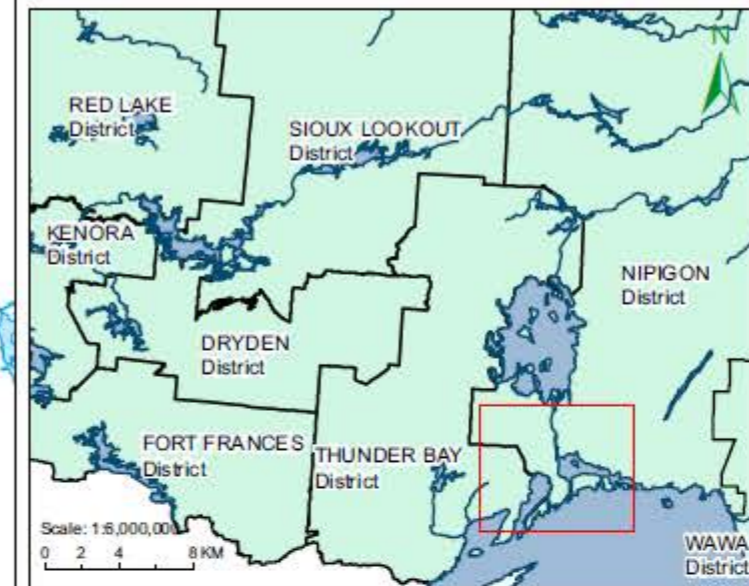 N
RED LAKE
District
SIOUX LOOKOUT
District
KENORA
District
NIPIGON
District
DRYDEN
District
FORT FRANCES
District
THUNDER BAY
District
Scale: 1:6,000,000
0 2 4 8 KM
WAWA
District